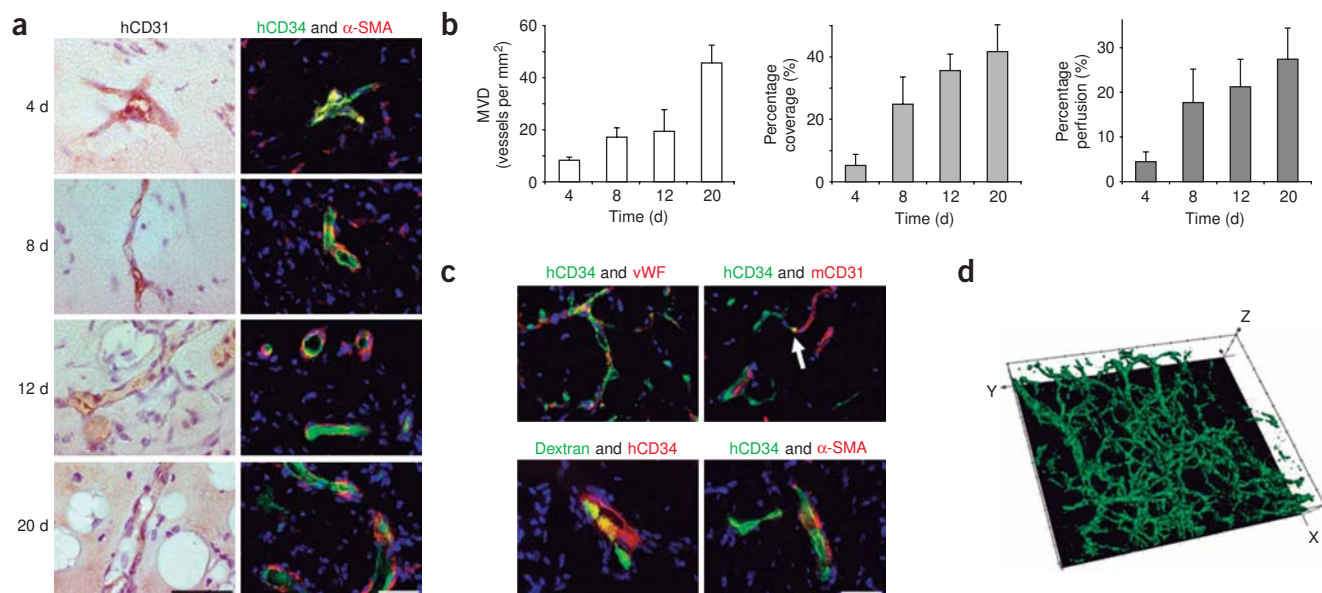 a
hCD31
hCD34 and α-SMA
4 d
8 d
12 d
20 d
b
MVD
(vessels per mm²)
60
40
20
0
4 8 12 20
Time (d)
Percentage
coverage (%)
40
20
0
4 8 12 20
Time (d)
Percentage
perfusion (%)
30
20
10
0
4 8 12 20
Time (d)
c
hCD34 and vWF
hCD34 and mCD31
Dextran and hCD34
hCD34 and α-SMA
d
Z
Y
X